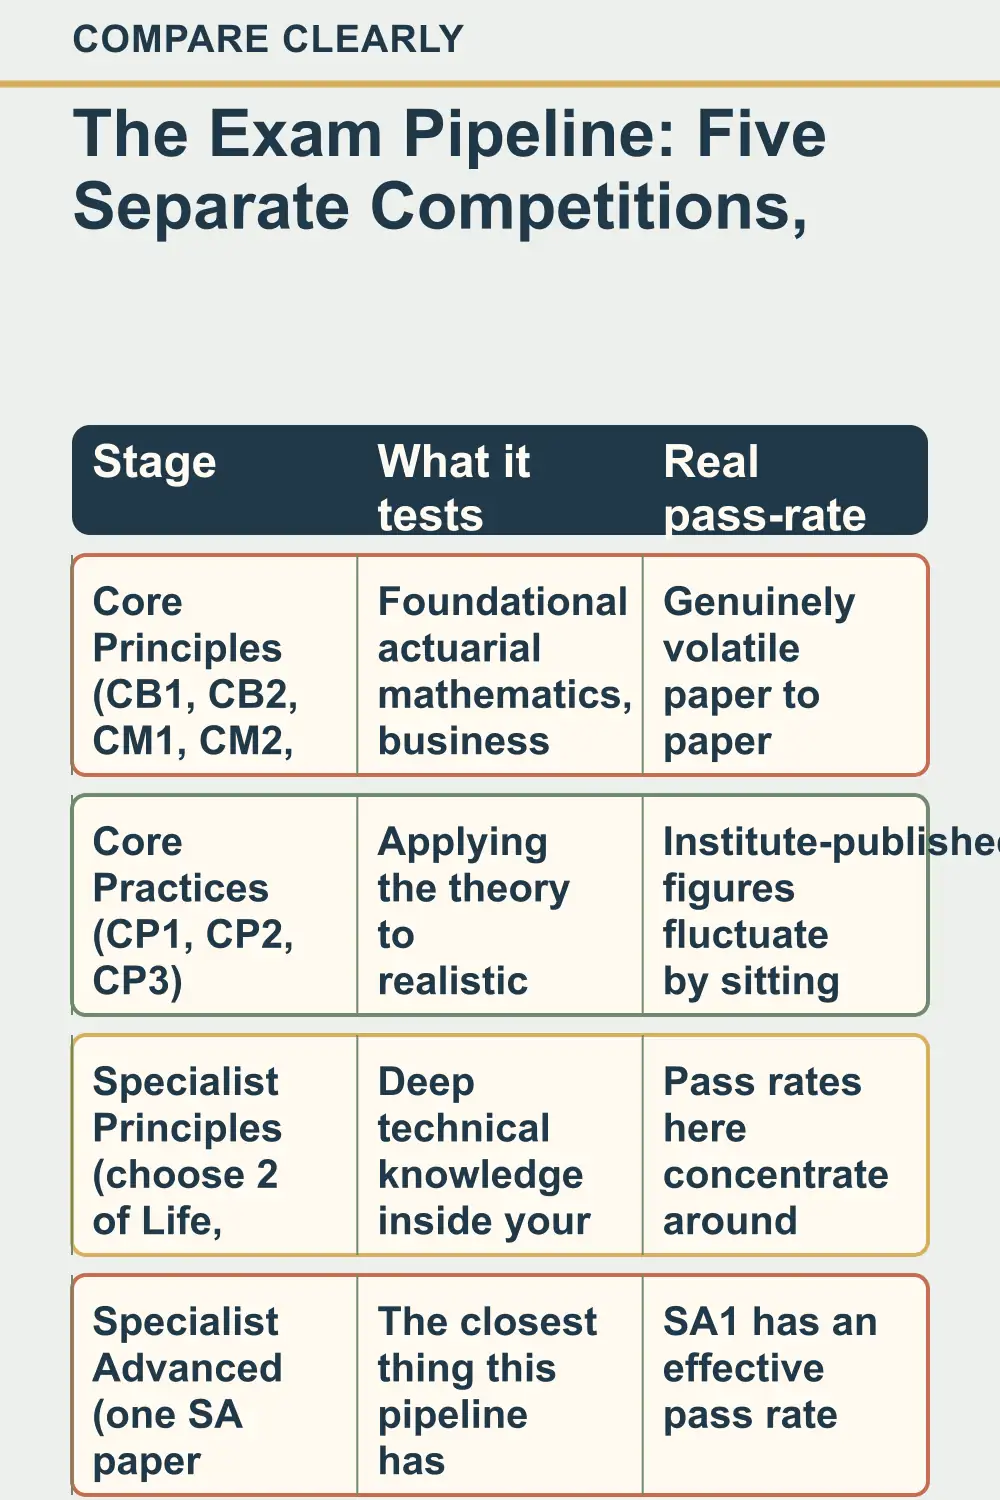 COMPARE CLEARLY
The Exam Pipeline: Five
Separate Competitions,
Stage
What it
tests
Real
pass-rate
Core
Principles
(CB1, CB2,
CM1, CM2,
Foundational
actuarial
mathematics,
business
Genuinely
volatile
paper to
paper
Core
Practices
(CP1, CP2,
CP3)
Applying
the theory
to
realistic
Institute-publishe
figures
fluctuate
by sitting
Specialist
Principles
(choose 2
of Life,
Deep
technical
knowledge
inside your
Pass rates
here
concentrate
around
Specialist
Advanced
(one SA
paper
The closest
thing this
pipeline
has
SA1 has an
effective
pass rate